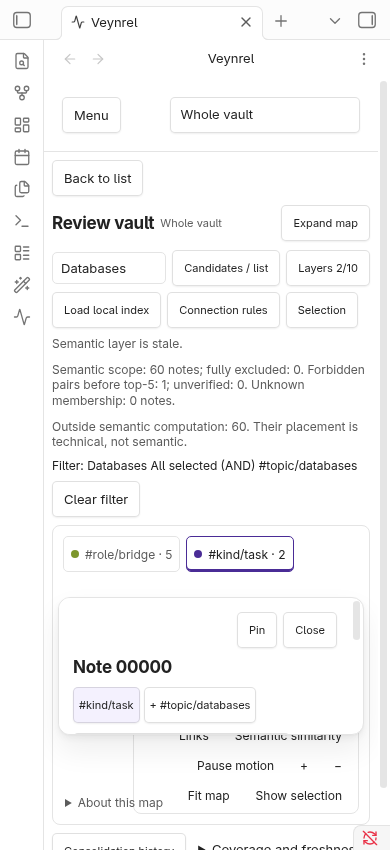 Veynrel
Veynrel
Menu
Whole vault
Back to list
Review vault Whole vault
Expand map
Databases
Candidates / list
Layers 2/10
Load local index
Connection rules
Selection
Semantic layer is stale.
Semantic scope: 60 notes; fully excluded: 0. Forbidden
pairs before top-5: 1; unverified: 0. Unknown
membership: 0 notes.
Outside semantic computation: 60. Their placement is
technical, not semantic.
Filter: Databases All selected (AND) #topic/databases
Clear filter
#role/bridge · 5
#kind/task · 2
Pin
Close
Note 00000
#kind/task
+ #topic/databases
Links
Semantic similarity
Pause motion
+
−
Fit map
Show selection
▶ About this map
Consolidation history
▶ Coverage and freshness